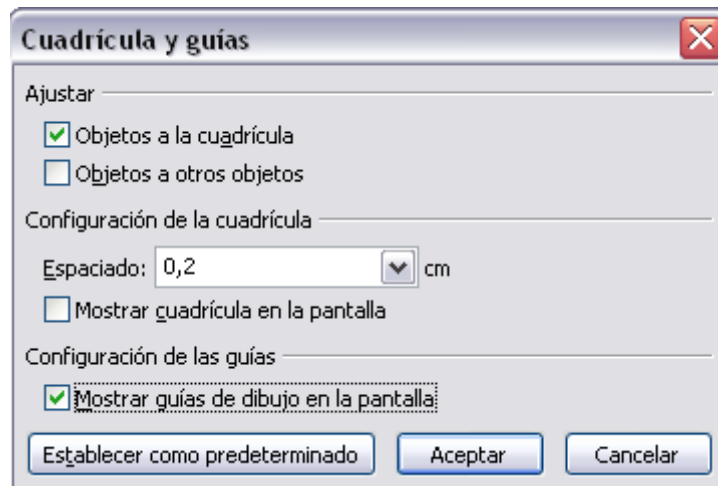 Cuadrícula y guías
Ajustar
Objetos a la cuadrícula
Objetos a otros objetos
Configuración de la cuadrícula
Espaciado: 0,2 cm
Mostrar cuadrícula en la pantalla
Configuración de las guías
Mostrar guías de dibujo en la pantalla
Establecer como predeterminado Aceptar Cancelar